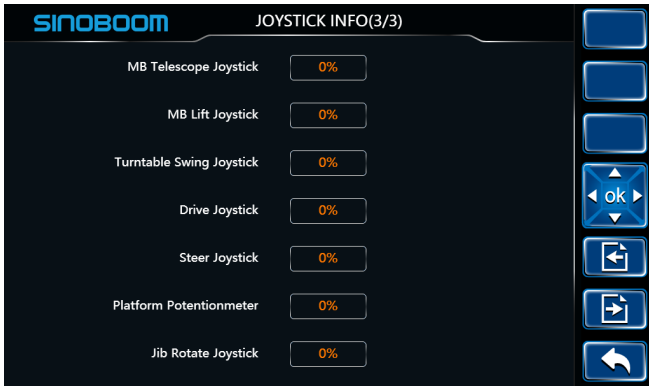 SINOBOOM
JOYSTICK INFO(3/3)
MB Telescope Joystick 0%
MB Lift Joystick 0%
Turntable Swing Joystick 0%
Drive Joystick 0%
Steer Joystick 0%
Platform Potentionmeter 0%
Jib Rotate Joystick 0%
ok